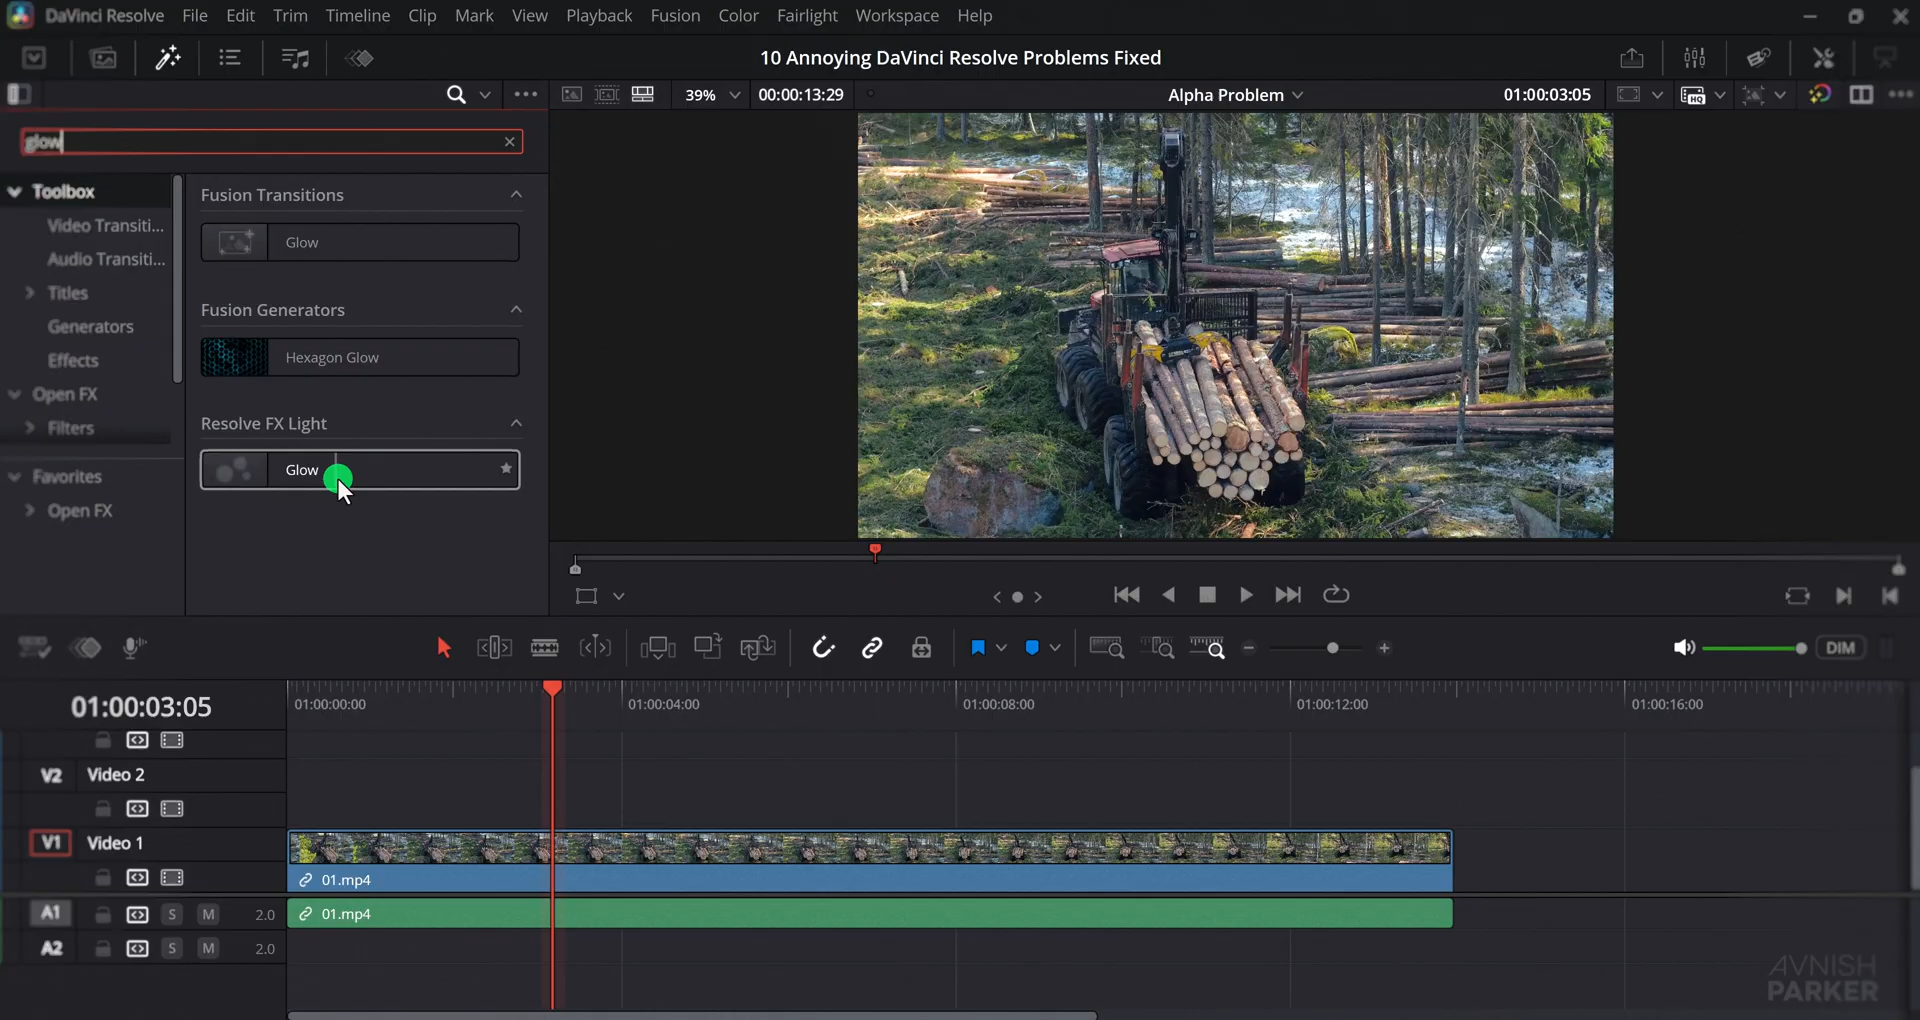 DaVinci Resolve File Edit Trim Timeline Clip Mark View Playback Fusion Color Fairlight Workspace Help
10 Annoying DaVinci Resolve Problems Fixed
39% 00:00:13:29 Alpha Problem 01:00:03:05 HQ
glow
Toolbox
Video Transiti...
Audio Transiti...
Titles
Generators
Effects
Open FX
Filters
Favorites
Open FX
Fusion Transitions
Glow
Fusion Generators
Hexagon Glow
Resolve FX Light
Glow
DIM
01:00:03:05
01:00:00:00 01:00:04:00 01:00:08:00 01:00:12:00 01:00:16:00
V2 Video 2
V1 Video 1
01.mp4
A1 S M 2.0
01.mp4
A2 S M 2.0
AVNISH
PARKER